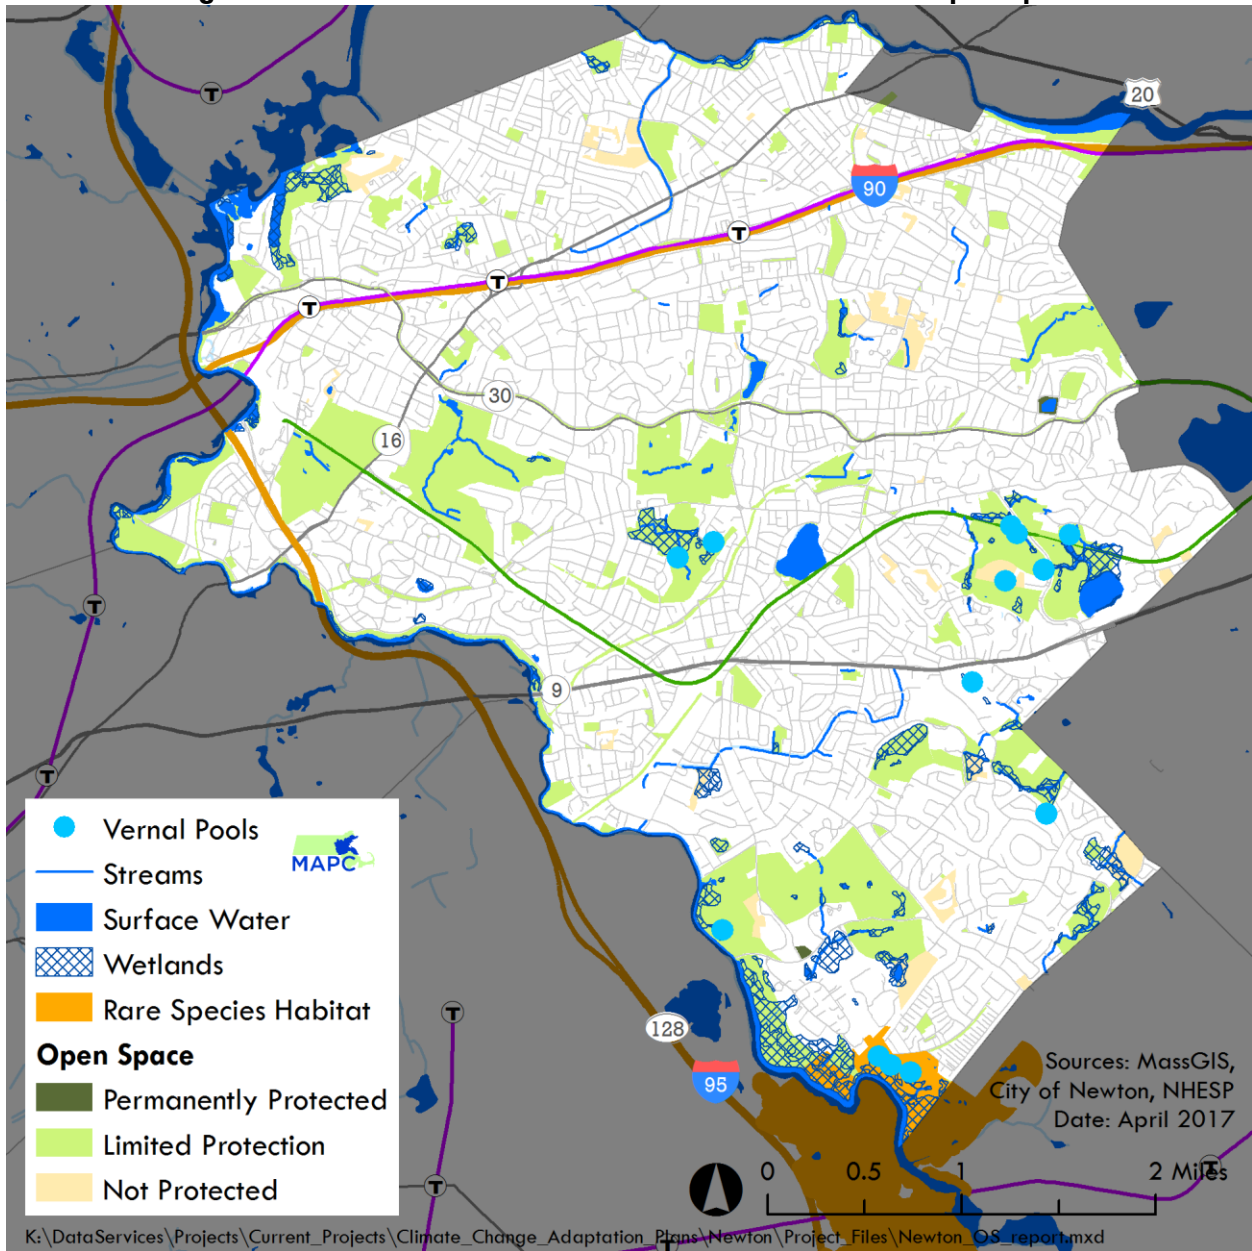 20
90
T
T
T
T
30
16
T
9
T
Vernal Pools
MAPC
Streams
Surface Water
Wetlands
Rare Species Habitat
Open Space
Permanently Protected
Limited Protection
Not Protected
T
128
95
Sources: MassGIS,
City of Newton, NHESP
Date: April 2017
T
T
0 0.5 1 2 Miles
K:\DataServices\Projects\Current_Projects\Climate_Change_Adaptation_Plans\Newton\Project_Files\Newton_OS_report.mxd
T